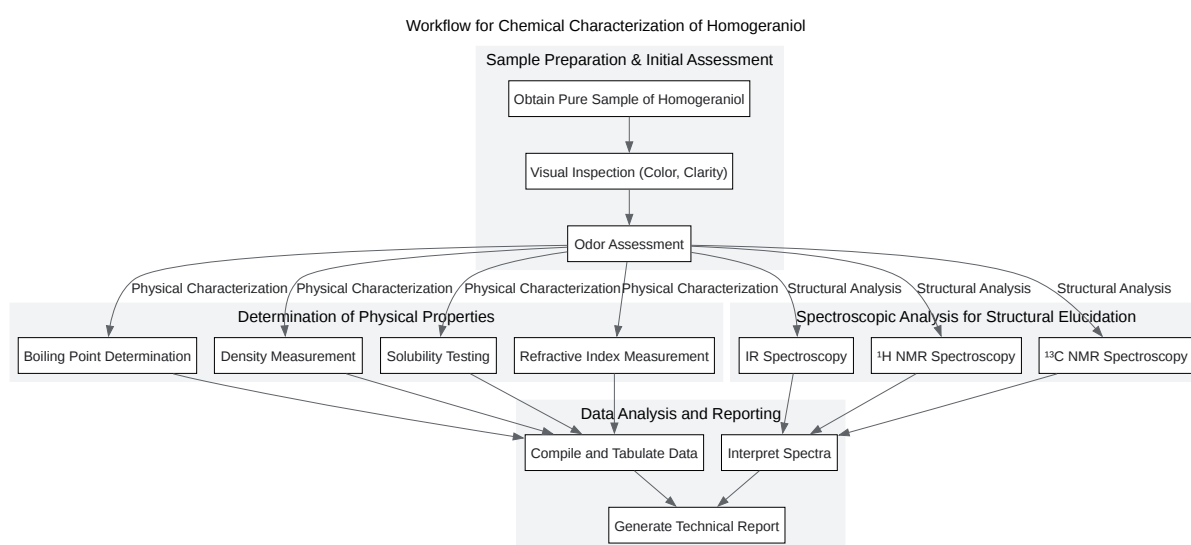 Workflow for Chemical Characterization of Homogeraniol
Sample Preparation & Initial Assessment
Obtain Pure Sample of Homogeraniol
Visual Inspection (Color, Clarity)
Odor Assessment
Physical Characterization
Physical Characterization
Physical Characterization
Physical Characterization
Structural Analysis
Structural Analysis
Structural Analysis
Determination of Physical Properties
Spectroscopic Analysis for Structural Elucidation
Boiling Point Determination
Density Measurement
Solubility Testing
Refractive Index Measurement
IR Spectroscopy
¹H NMR Spectroscopy
¹³C NMR Spectroscopy
Data Analysis and Reporting
Compile and Tabulate Data
Interpret Spectra
Generate Technical Report